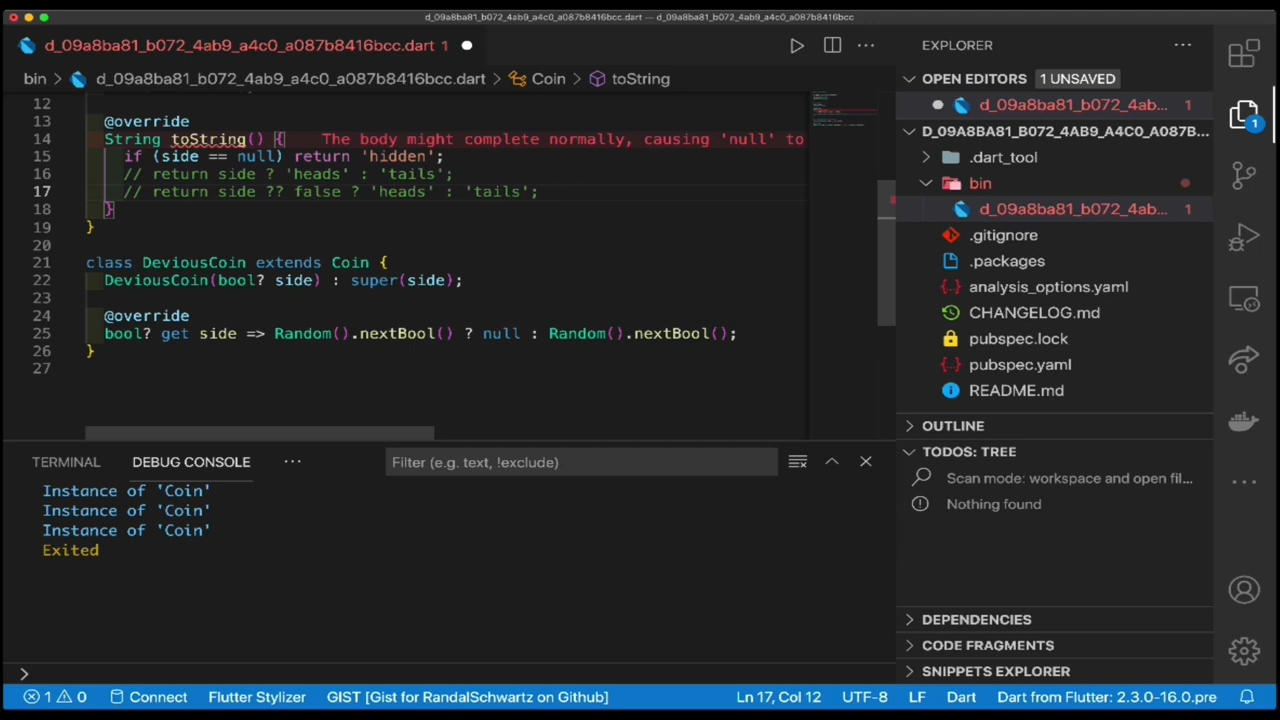 d_09a8ba81_b072_4ab9_a4c0_a087b8416bcc.dart — d_09a8ba81_b072_4ab9_a4c0_a087b8416bcc
d_09a8ba81_b072_4ab9_a4c0_a087b8416bcc.dart 1
bin > d_09a8ba81_b072_4ab9_a4c0_a087b8416bcc.dart > Coin > toString
12
13 @override
14 String toString() { The body might complete normally, causing 'null' to
15 if (side == null) return 'hidden';
16 // return side ? 'heads' : 'tails';
17 // return side ?? false ? 'heads' : 'tails';
18 }
19 }
20
21 class DeviousCoin extends Coin {
22 DeviousCoin(bool? side) : super(side);
23
24 @override
25 bool? get side => Random().nextBool() ? null : Random().nextBool();
26 }
27
TERMINAL DEBUG CONSOLE ... Filter (e.g. text, !exclude)
Instance of 'Coin'
Instance of 'Coin'
Instance of 'Coin'
Exited
>
EXPLORER ...
OPEN EDITORS 1 UNSAVED
d_09a8ba81_b072_4ab... 1
D_09A8BA81_B072_4AB9_A4C0_A087B...
.dart_tool
bin
d_09a8ba81_b072_4ab... 1
.gitignore
.packages
analysis_options.yaml
CHANGELOG.md
pubspec.lock
pubspec.yaml
README.md
OUTLINE
TODOS: TREE
Scan mode: workspace and open fil...
Nothing found
DEPENDENCIES
CODE FRAGMENTS
SNIPPETS EXPLORER
1
1 0 Connect Flutter Stylizer GIST [Gist for RandalSchwartz on Github] Ln 17, Col 12 UTF-8 LF Dart Dart from Flutter: 2.3.0-16.0.pre